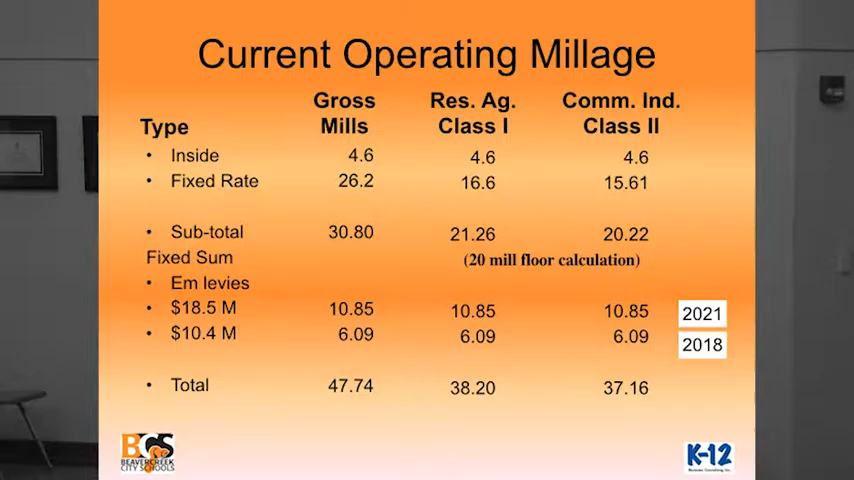 Current Operating Millage
Type Gross Mills Res. Ag. Class I Comm. Ind. Class II
• Inside 4.6 4.6 4.6
• Fixed Rate 26.2 16.6 15.61
• Sub-total 30.80 21.26 20.22
Fixed Sum (20 mill floor calculation)
• Em levies
• $18.5 M 10.85 10.85 10.85 2021
• $10.4 M 6.09 6.09 6.09 2018
• Total 47.74 38.20 37.16
BCS
BEAVERCREEK
CITY SCHOOLS
K-12